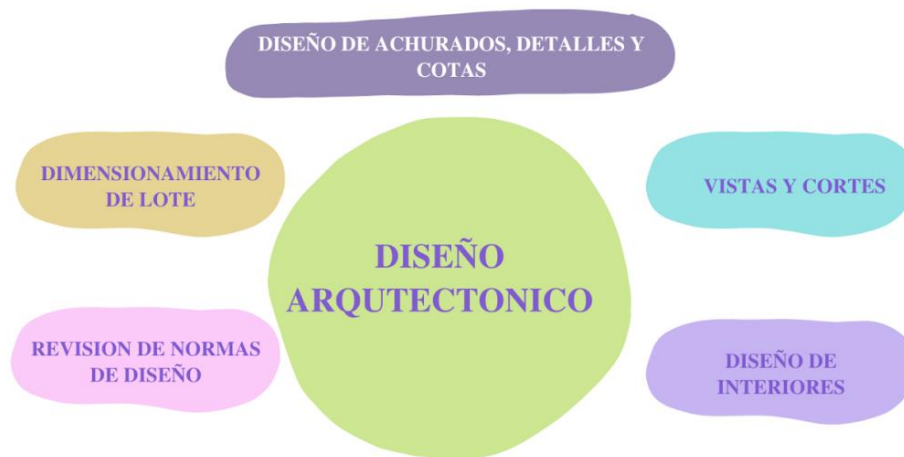 DISEÑO DE ACHURADOS, DETALLES Y
COTAS
DIMENSIONAMIENTO
DE LOTE
VISTAS Y CORTES
DISEÑO
ARQUTECTONICO
REVISION DE NORMAS
DE DISEÑO
DISEÑO DE
INTERIORES